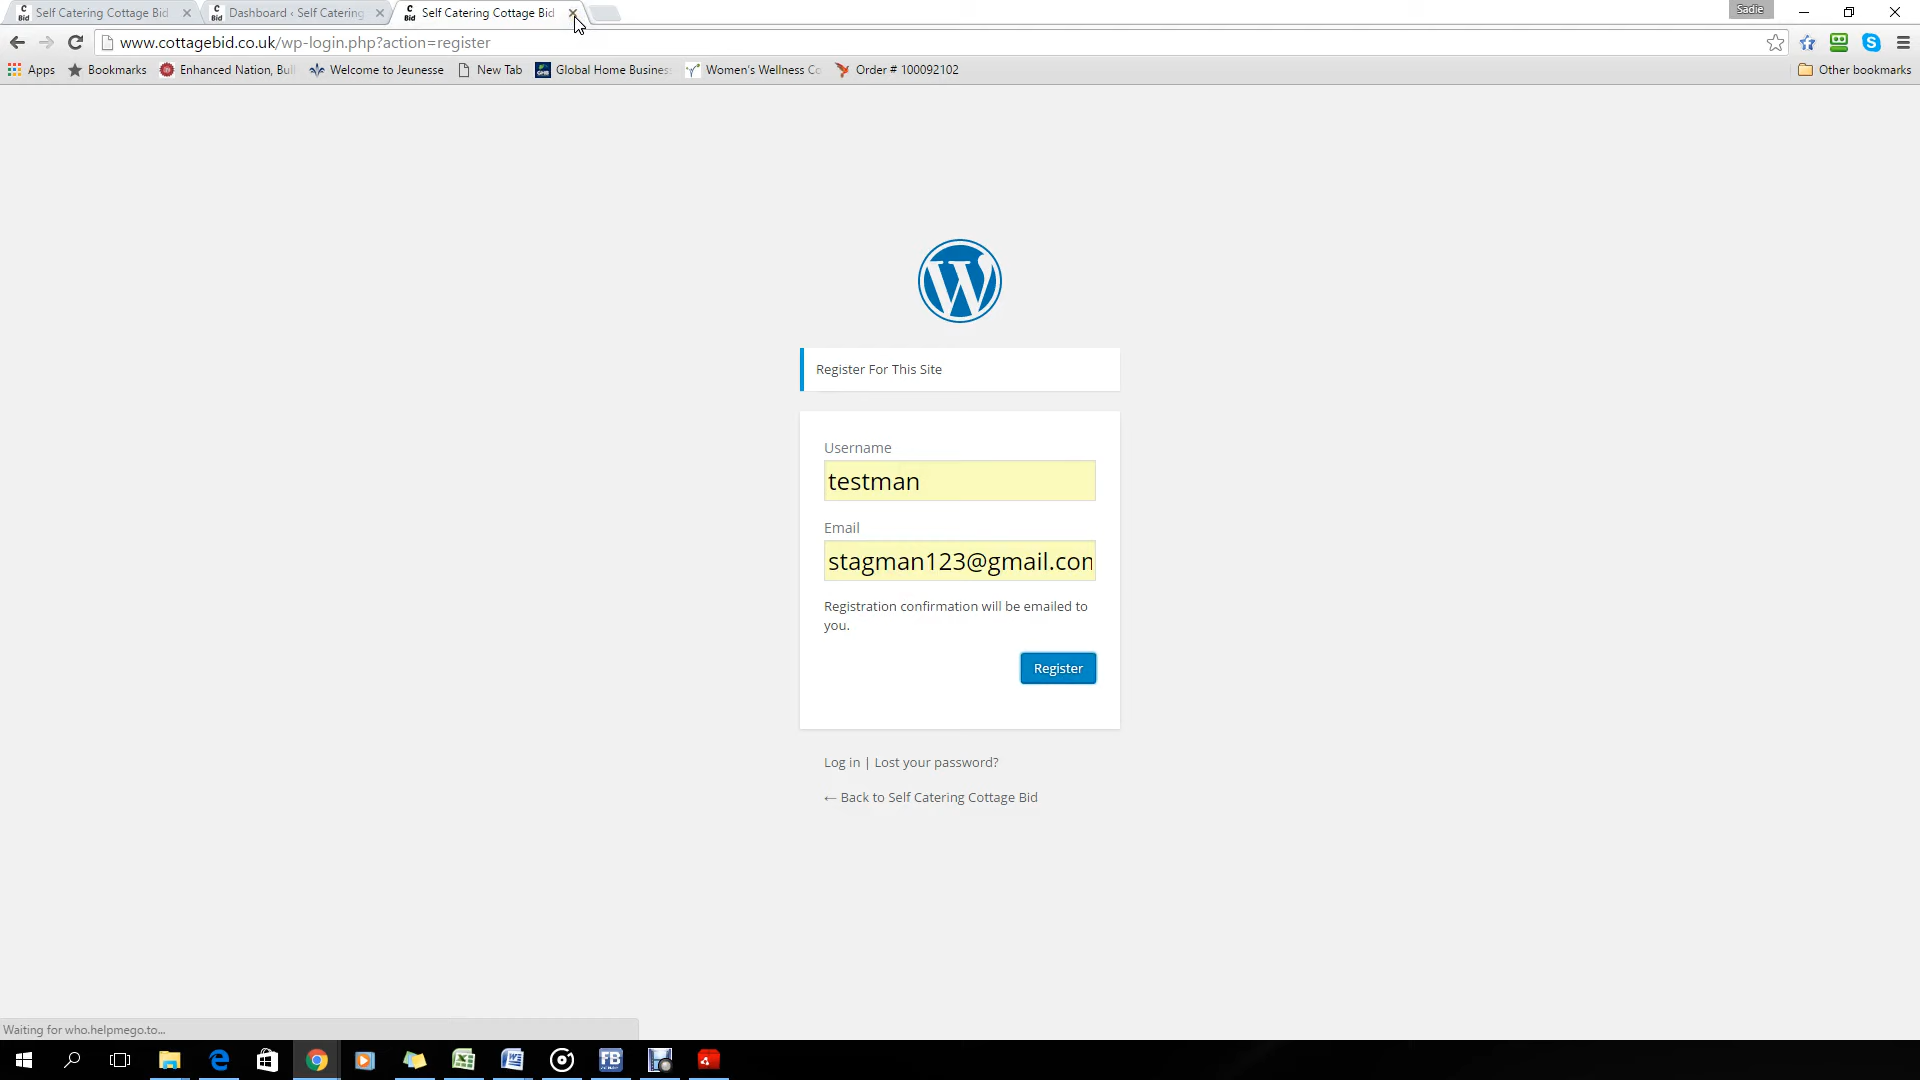 Self Catering Cottage Bid
Dashboard ‹ Self Catering
Self Catering Cottage Bid
Sadie
www.cottagebid.co.uk/wp-login.php?action=register
Apps
Bookmarks
Enhanced Nation, Bul
Welcome to Jeunesse
New Tab
Global Home Busines
Women's Wellness Co
Order # 100092102
Other bookmarks
Register For This Site
Username
testman
Email
stagman123@gmail.con
Registration confirmation will be emailed to
you.
Register
Log in | Lost your password?
← Back to Self Catering Cottage Bid
Waiting for who.helpmego.to...